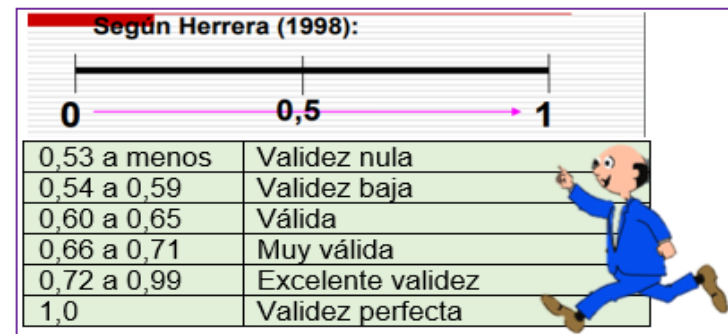 Según Herrera (1998):
0 0,5 1
0,53 a menos Validez nula
0,54 a 0,59 Validez baja
0,60 a 0,65 Válida
0,66 a 0,71 Muy válida
0,72 a 0,99 Excelente validez
1,0 Validez perfecta